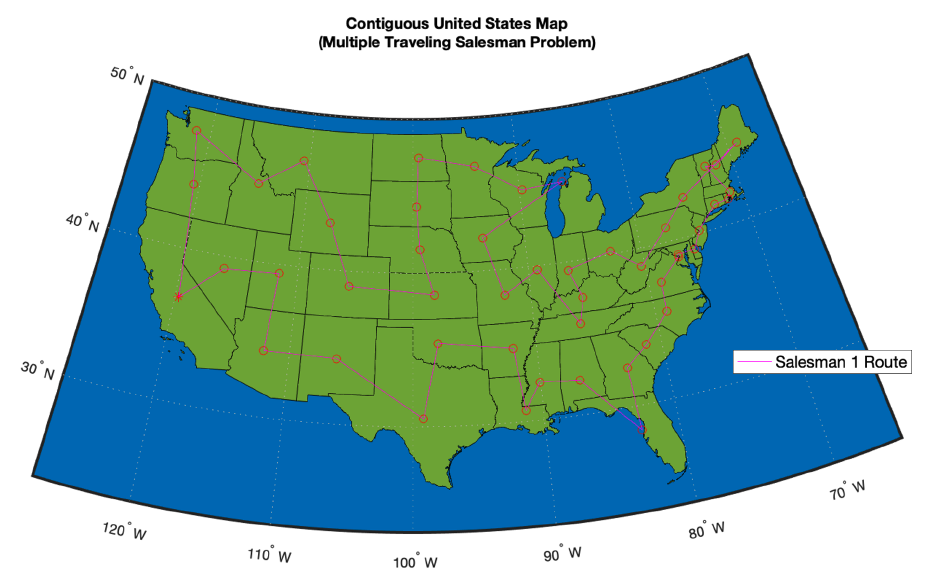 Contiguous United States Map
(Multiple Traveling Salesman Problem)
50° N
40° N
30° N
Salesman 1 Route
120° W
110° W
100° W
90° W
80° W
70° W